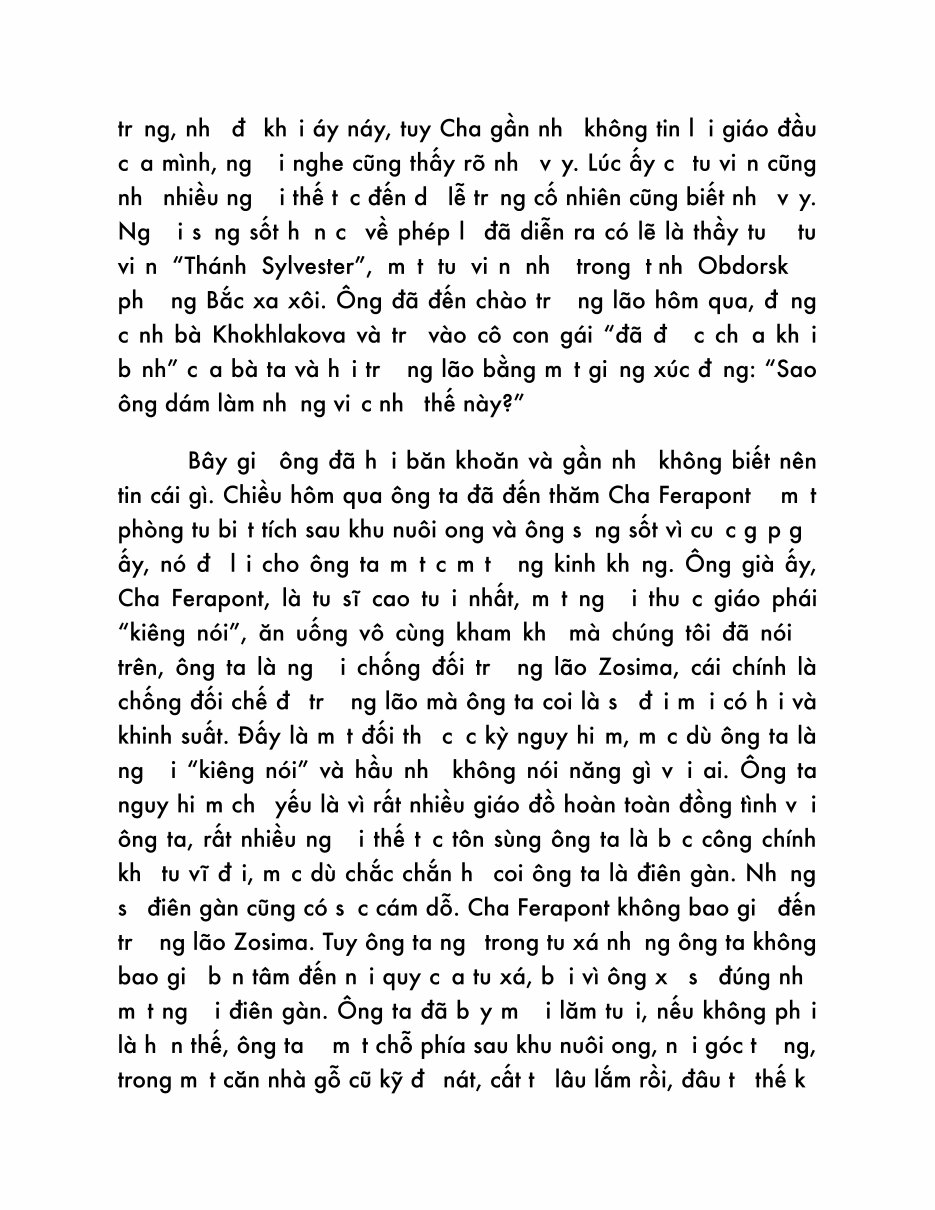 tr ng, nh đ kh i áy náy, tuy Cha gần nh không tin l i giáo đầu
c a mình, ng i nghe cũng thấy rõ nh v y. Lúc ấy c tu vi n cũng
nh nhiều ng i thế t c đến d lễ tr ng cố nhiên cũng biết nh v y.
Ng i s ng sốt h n c về phép l đã diễn ra có lẽ là thầy tu tu
vi n “Thánh Sylvester”, m t tu vi n nh trong t nh Obdorsk
ph ng Bắc xa xôi. Ông đã đến chào tr ng lão hôm qua, đ ng
c nh bà Khokhlakova và tr vào cô con gái “đã đ c ch a kh i
b nh” c a bà ta và h i tr ng lão bằng m t gi ng xúc đ ng: “Sao
ông dám làm nh ng vi c nh thế này?”
Bây gi ông đã h i băn khoăn và gần nh không biết nên
tin cái gì. Chiều hôm qua ông ta đã đến thăm Cha Ferapont m t
phòng tu bi t tích sau khu nuôi ong và ông s ng sốt vì cu c g p g
ấy, nó đ l i cho ông ta m t c m t ng kinh kh ng. Ông già ấy,
Cha Ferapont, là tu sĩ cao tu i nhất, m t ng i thu c giáo phái
“kiêng nói”, ăn uống vô cùng kham kh mà chúng tôi đã nói
trên, ông ta là ng i chống đối tr ng lão Zosima, cái chính là
chống đối chế đ tr ng lão mà ông ta coi là s đ i m i có h i và
khinh suất. Đấy là m t đối th c c kỳ nguy hi m, m c dù ông ta là
ng i “kiêng nói” và hầu nh không nói năng gì v i ai. Ông ta
nguy hi m ch yếu là vì rất nhiều giáo đồ hoàn toàn đồng tình v i
ông ta, rất nhiều ng i thế t c tôn sùng ông ta là b c công chính
kh tu vĩ đ i, m c dù chắc chắn h coi ông ta là điên gàn. Nh ng
s điên gàn cũng có s c cám dỗ. Cha Ferapont không bao gi đến
tr ng lão Zosima. Tuy ông ta ng trong tu xá nh ng ông ta không
bao gi b n tâm đến n i quy c a tu xá, b i vì ông x s đúng nh
m t ng i điên gàn. Ông ta đã b y m i lăm tu i, nếu không ph i
là h n thế, ông ta m t chỗ phía sau khu nuôi ong, n i góc t ng,
trong m t căn nhà gỗ cũ kỹ đ nát, cất t lâu lắm rồi, đâu t thế k